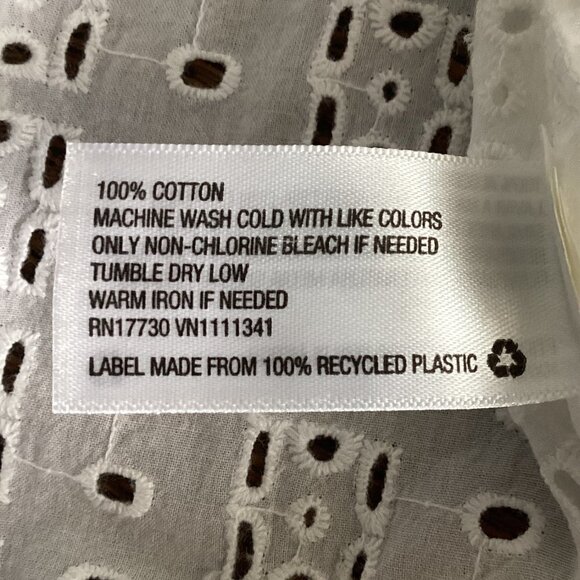 100% COTTON
MACHINE WASH COLD WITH LIKE COLORS
ONLY NON-CHLORINE BLEACH IF NEEDED
TUMBLE DRY LOW
WARM IRON IF NEEDED
RN17730 VN1111341
LABEL MADE FROM 100% RECYCLED PLASTIC